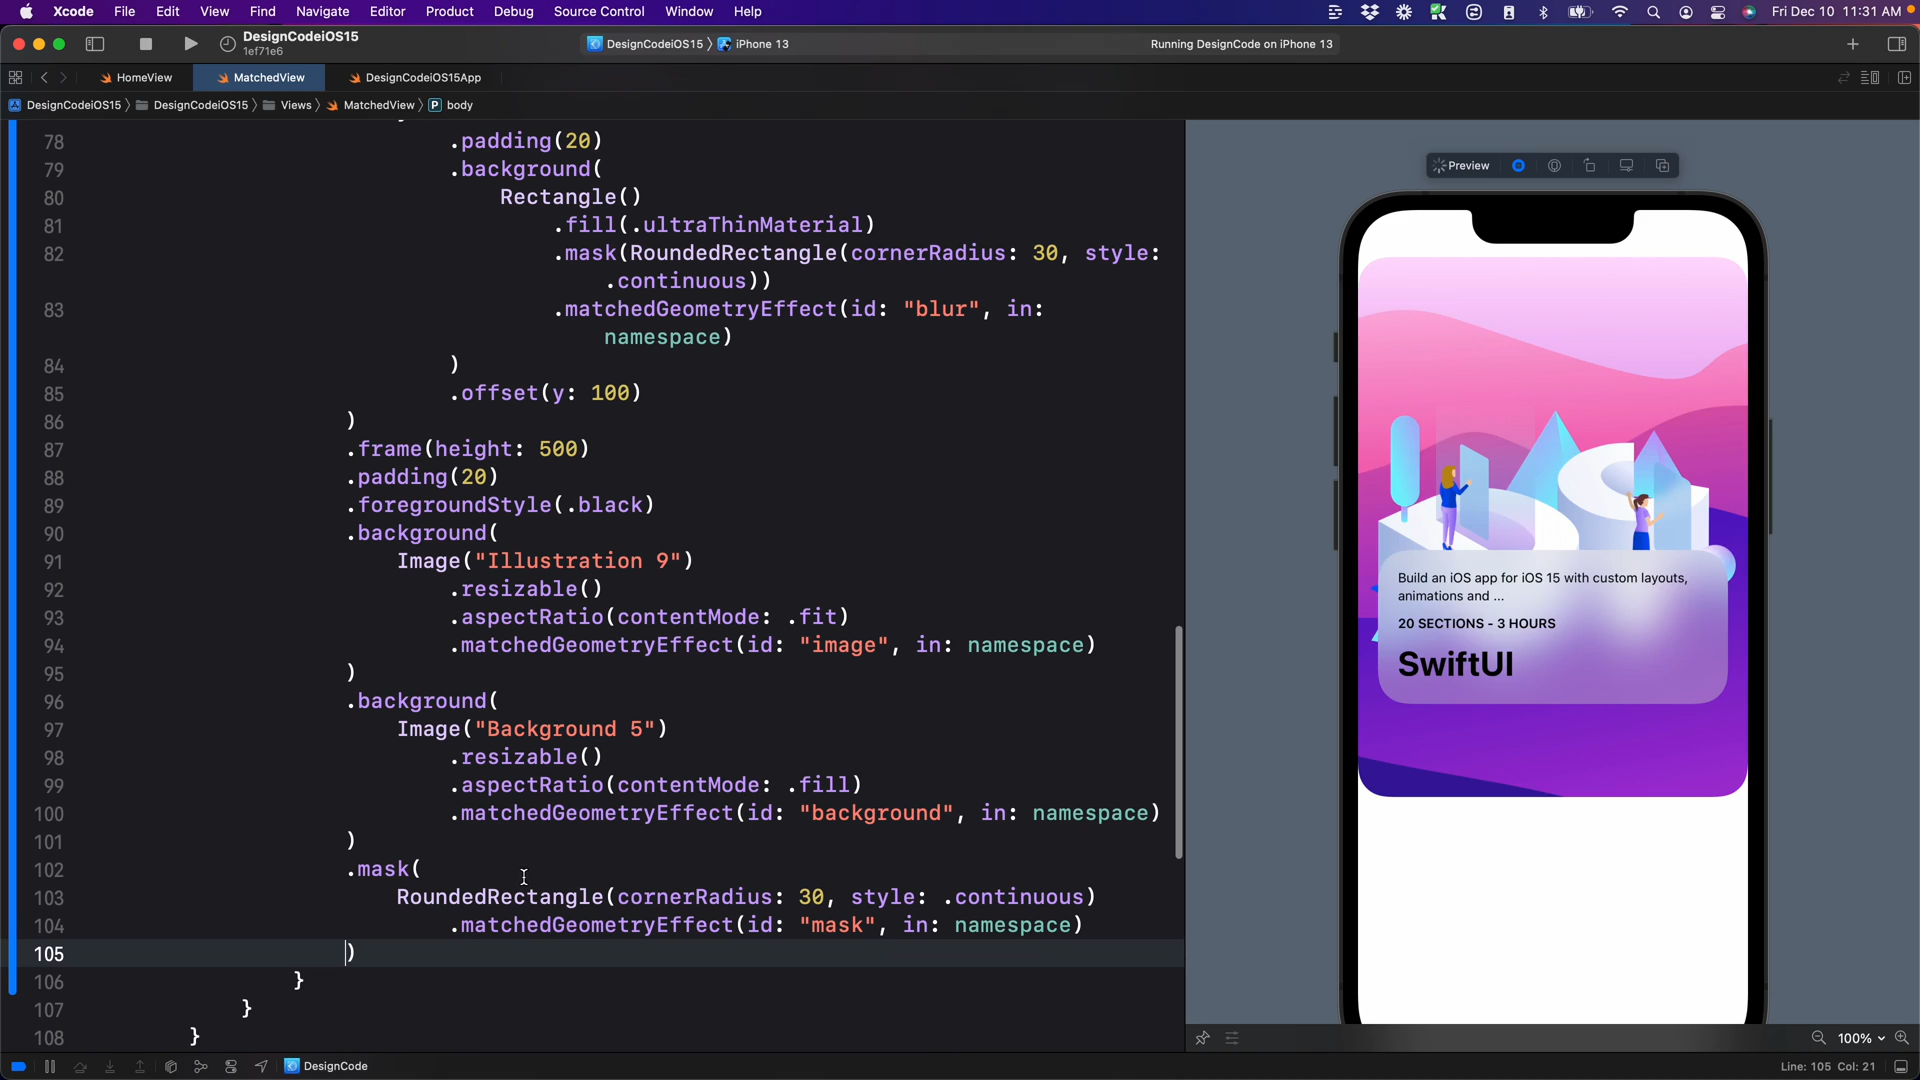 Xcode File Edit View Find Navigate Editor Product Debug Source Control Window Help Fri Dec 10 11:31 AM
DesignCodeiOS15
1ef71e6
DesignCodeiOS15 iPhone 13
Running DesignCode on iPhone 13
HomeView MatchedView DesignCodeiOS15App
DesignCodeiOS15 DesignCodeiOS15 Views MatchedView P body
78 .padding(20)
79 .background(
80 Rectangle()
81 .fill(.ultraThinMaterial)
82 .mask(RoundedRectangle(cornerRadius: 30, style:
.continuous))
83 .matchedGeometryEffect(id: "blur", in:
namespace)
84 )
85 .offset(y: 100)
86 )
87 .frame(height: 500)
88 .padding(20)
89 .foregroundStyle(.black)
90 .background(
91 Image("Illustration 9")
92 .resizable()
93 .aspectRatio(contentMode: .fit)
94 .matchedGeometryEffect(id: "image", in: namespace)
95 )
96 .background(
97 Image("Background 5")
98 .resizable()
99 .aspectRatio(contentMode: .fill)
100 .matchedGeometryEffect(id: "background", in: namespace)
101 )
102 .mask(
103 RoundedRectangle(cornerRadius: 30, style: .continuous)
104 .matchedGeometryEffect(id: "mask", in: namespace)
105 )
106 }
107 }
108 }
Preview
Build an iOS app for iOS 15 with custom layouts,
animations and ...
20 SECTIONS - 3 HOURS
SwiftUI
100%
DesignCode
Line: 105 Col: 21